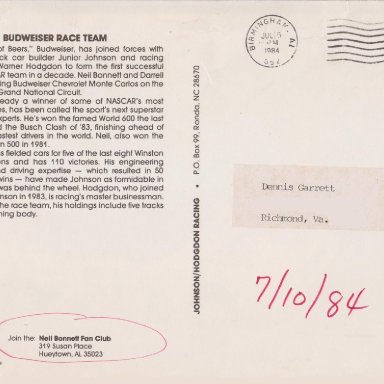 BUDWEISER RACE TEAM
of Beers," Budweiser, has joined forces with
ck car builder Junior Johnson and racing
Warner Hodgdon to form the first successful
R team in a decade. Neil Bonnett and Darrell
ing Budweiser Chevrolet Monte Carlos on the
Grand National Circuit.
eady a winner of some of NASCAR's most
es, has been called the sport's next superstar
xperts. He's won the famed World 600 the last
d the Busch Clash of '83, finishing ahead of
astest drivers in the world. Neil, also won the
n 500 in 1981.
s fielded cars for five of the last eight Winston
ons and has 110 victories. His engineering
nd driving expertise — which resulted in 50
wins — have made Johnson as formidable in
was behind the wheel. Hodgdon, who joined
hnson in 1983, is racing's master businessman.
he race team, his holdings include five tracks
ning body.
Join the: Neil Bonnett Fan Club
319 Susan Place
Hueytown, AL 35023
JOHNSON/HODGDON RACING • P.O. Box 99, Ronda, NC 28670
BIRMINGHAM, AL
PM
1984
Dennis Garrett
Richmond, Va.
7/10/84